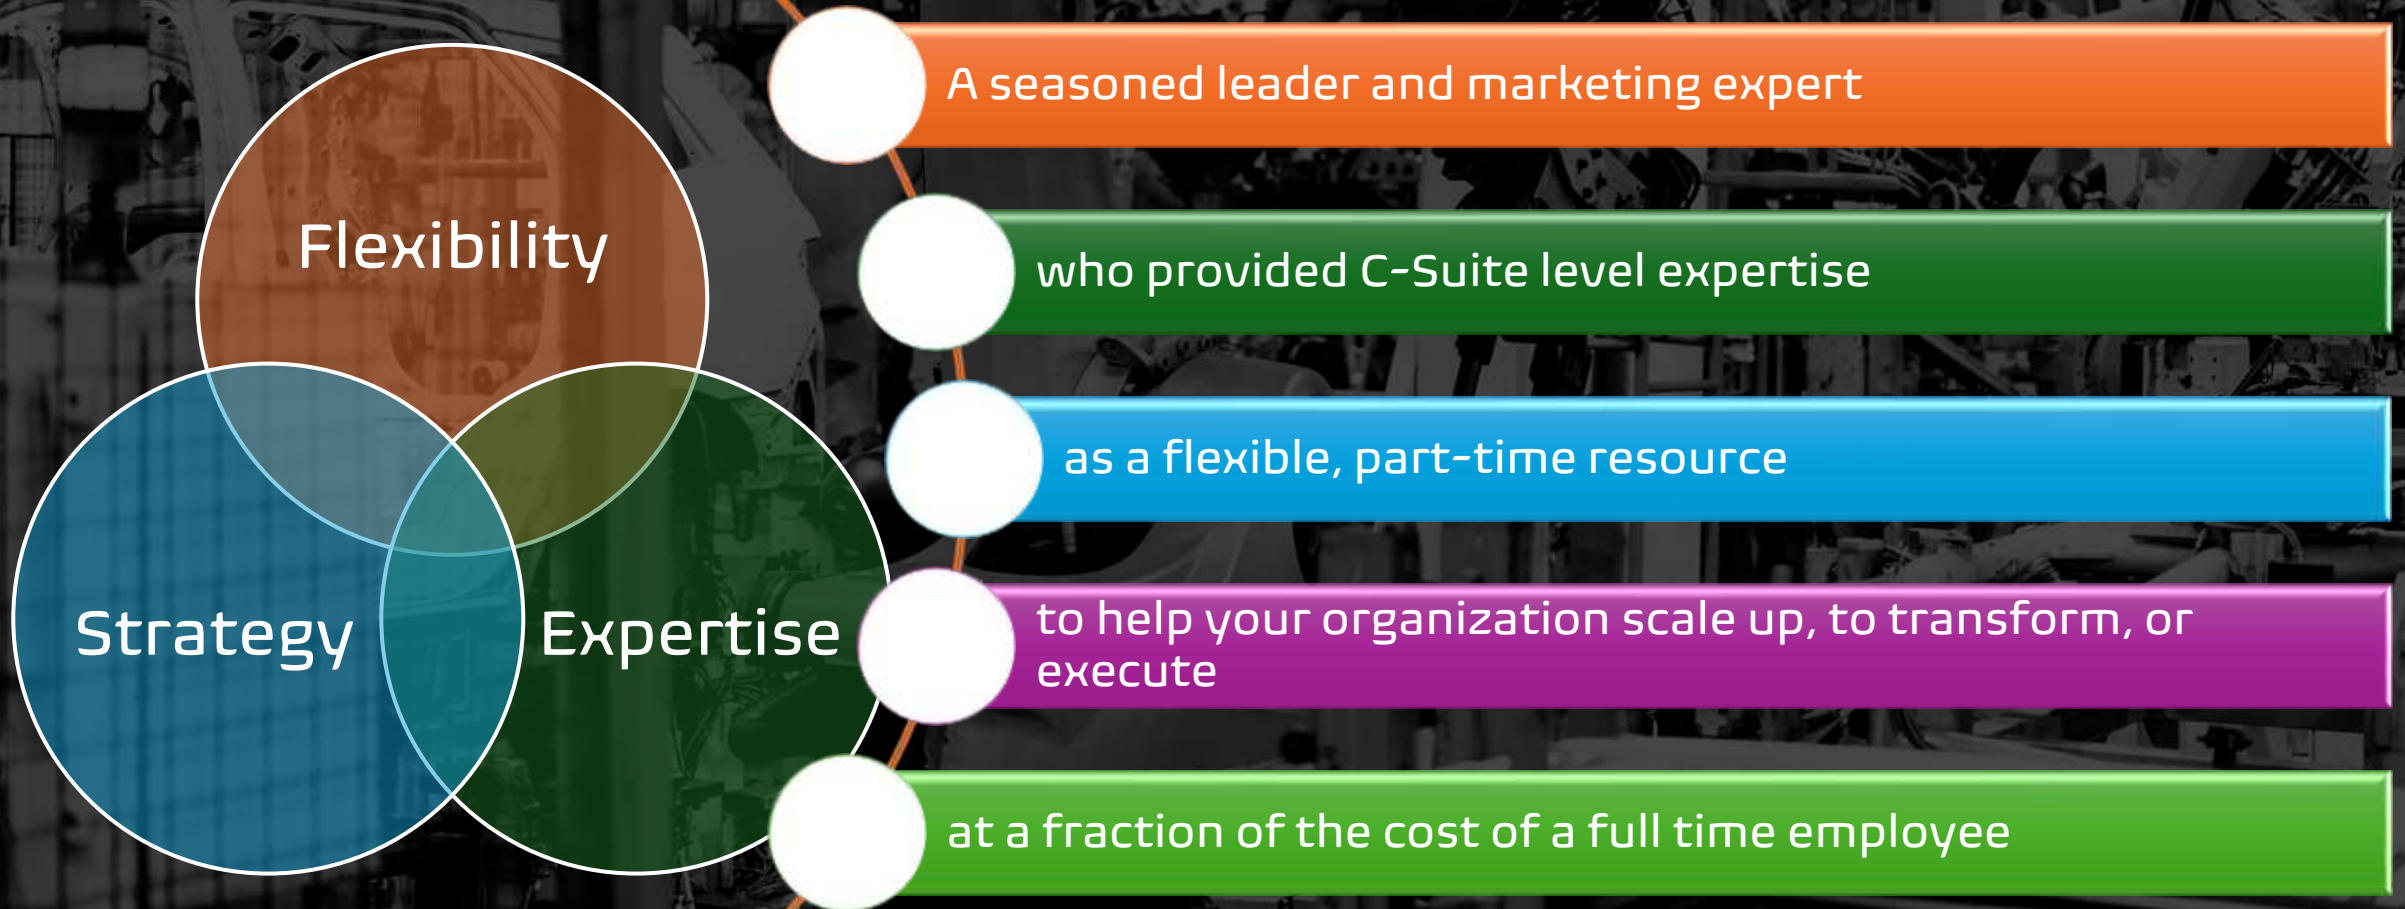 Flexibility
Strategy
Expertise
A seasoned leader and marketing expert
who provided C-Suite level expertise
as a flexible, part-time resource
to help your organization scale up, to transform, or
execute
at a fraction of the cost of a full time employee